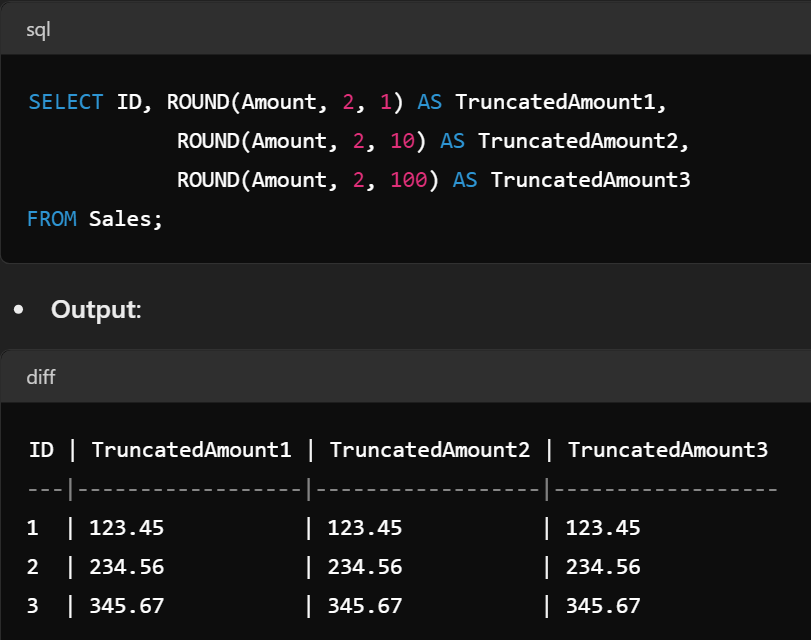 sql
SELECT ID, ROUND(Amount, 2, 1) AS TruncatedAmount1,
ROUND(Amount, 2, 10) AS TruncatedAmount2,
ROUND(Amount, 2, 100) AS TruncatedAmount3
FROM Sales;
• Output:
diff
ID | TruncatedAmount1 | TruncatedAmount2 | TruncatedAmount3
---|------------------|------------------|------------------
1 | 123.45 | 123.45 | 123.45
2 | 234.56 | 234.56 | 234.56
3 | 345.67 | 345.67 | 345.67